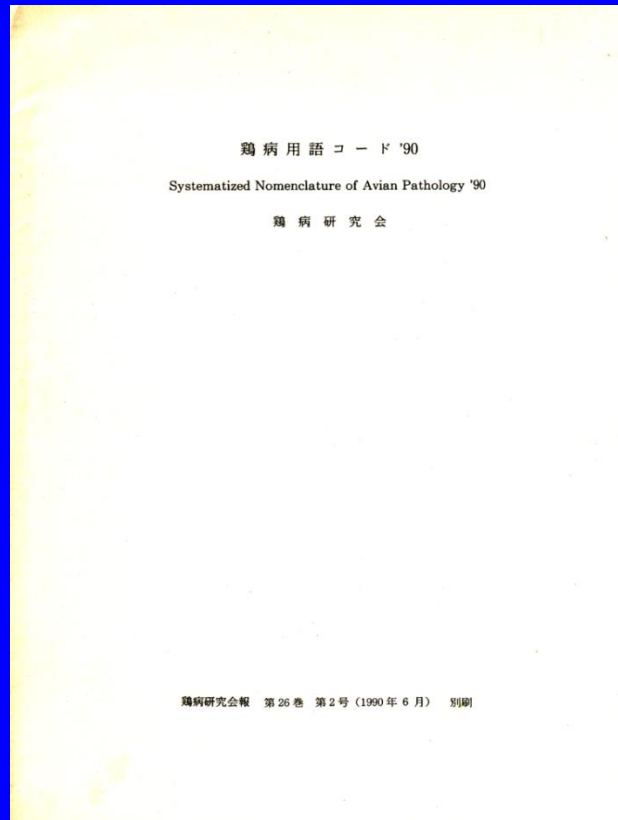 鶏病用語コード '90
Systematized Nomenclature of Avian Pathology '90
鶏病研究会
鶏病研究会報 第26巻 第2号（1990年6月） 別刷